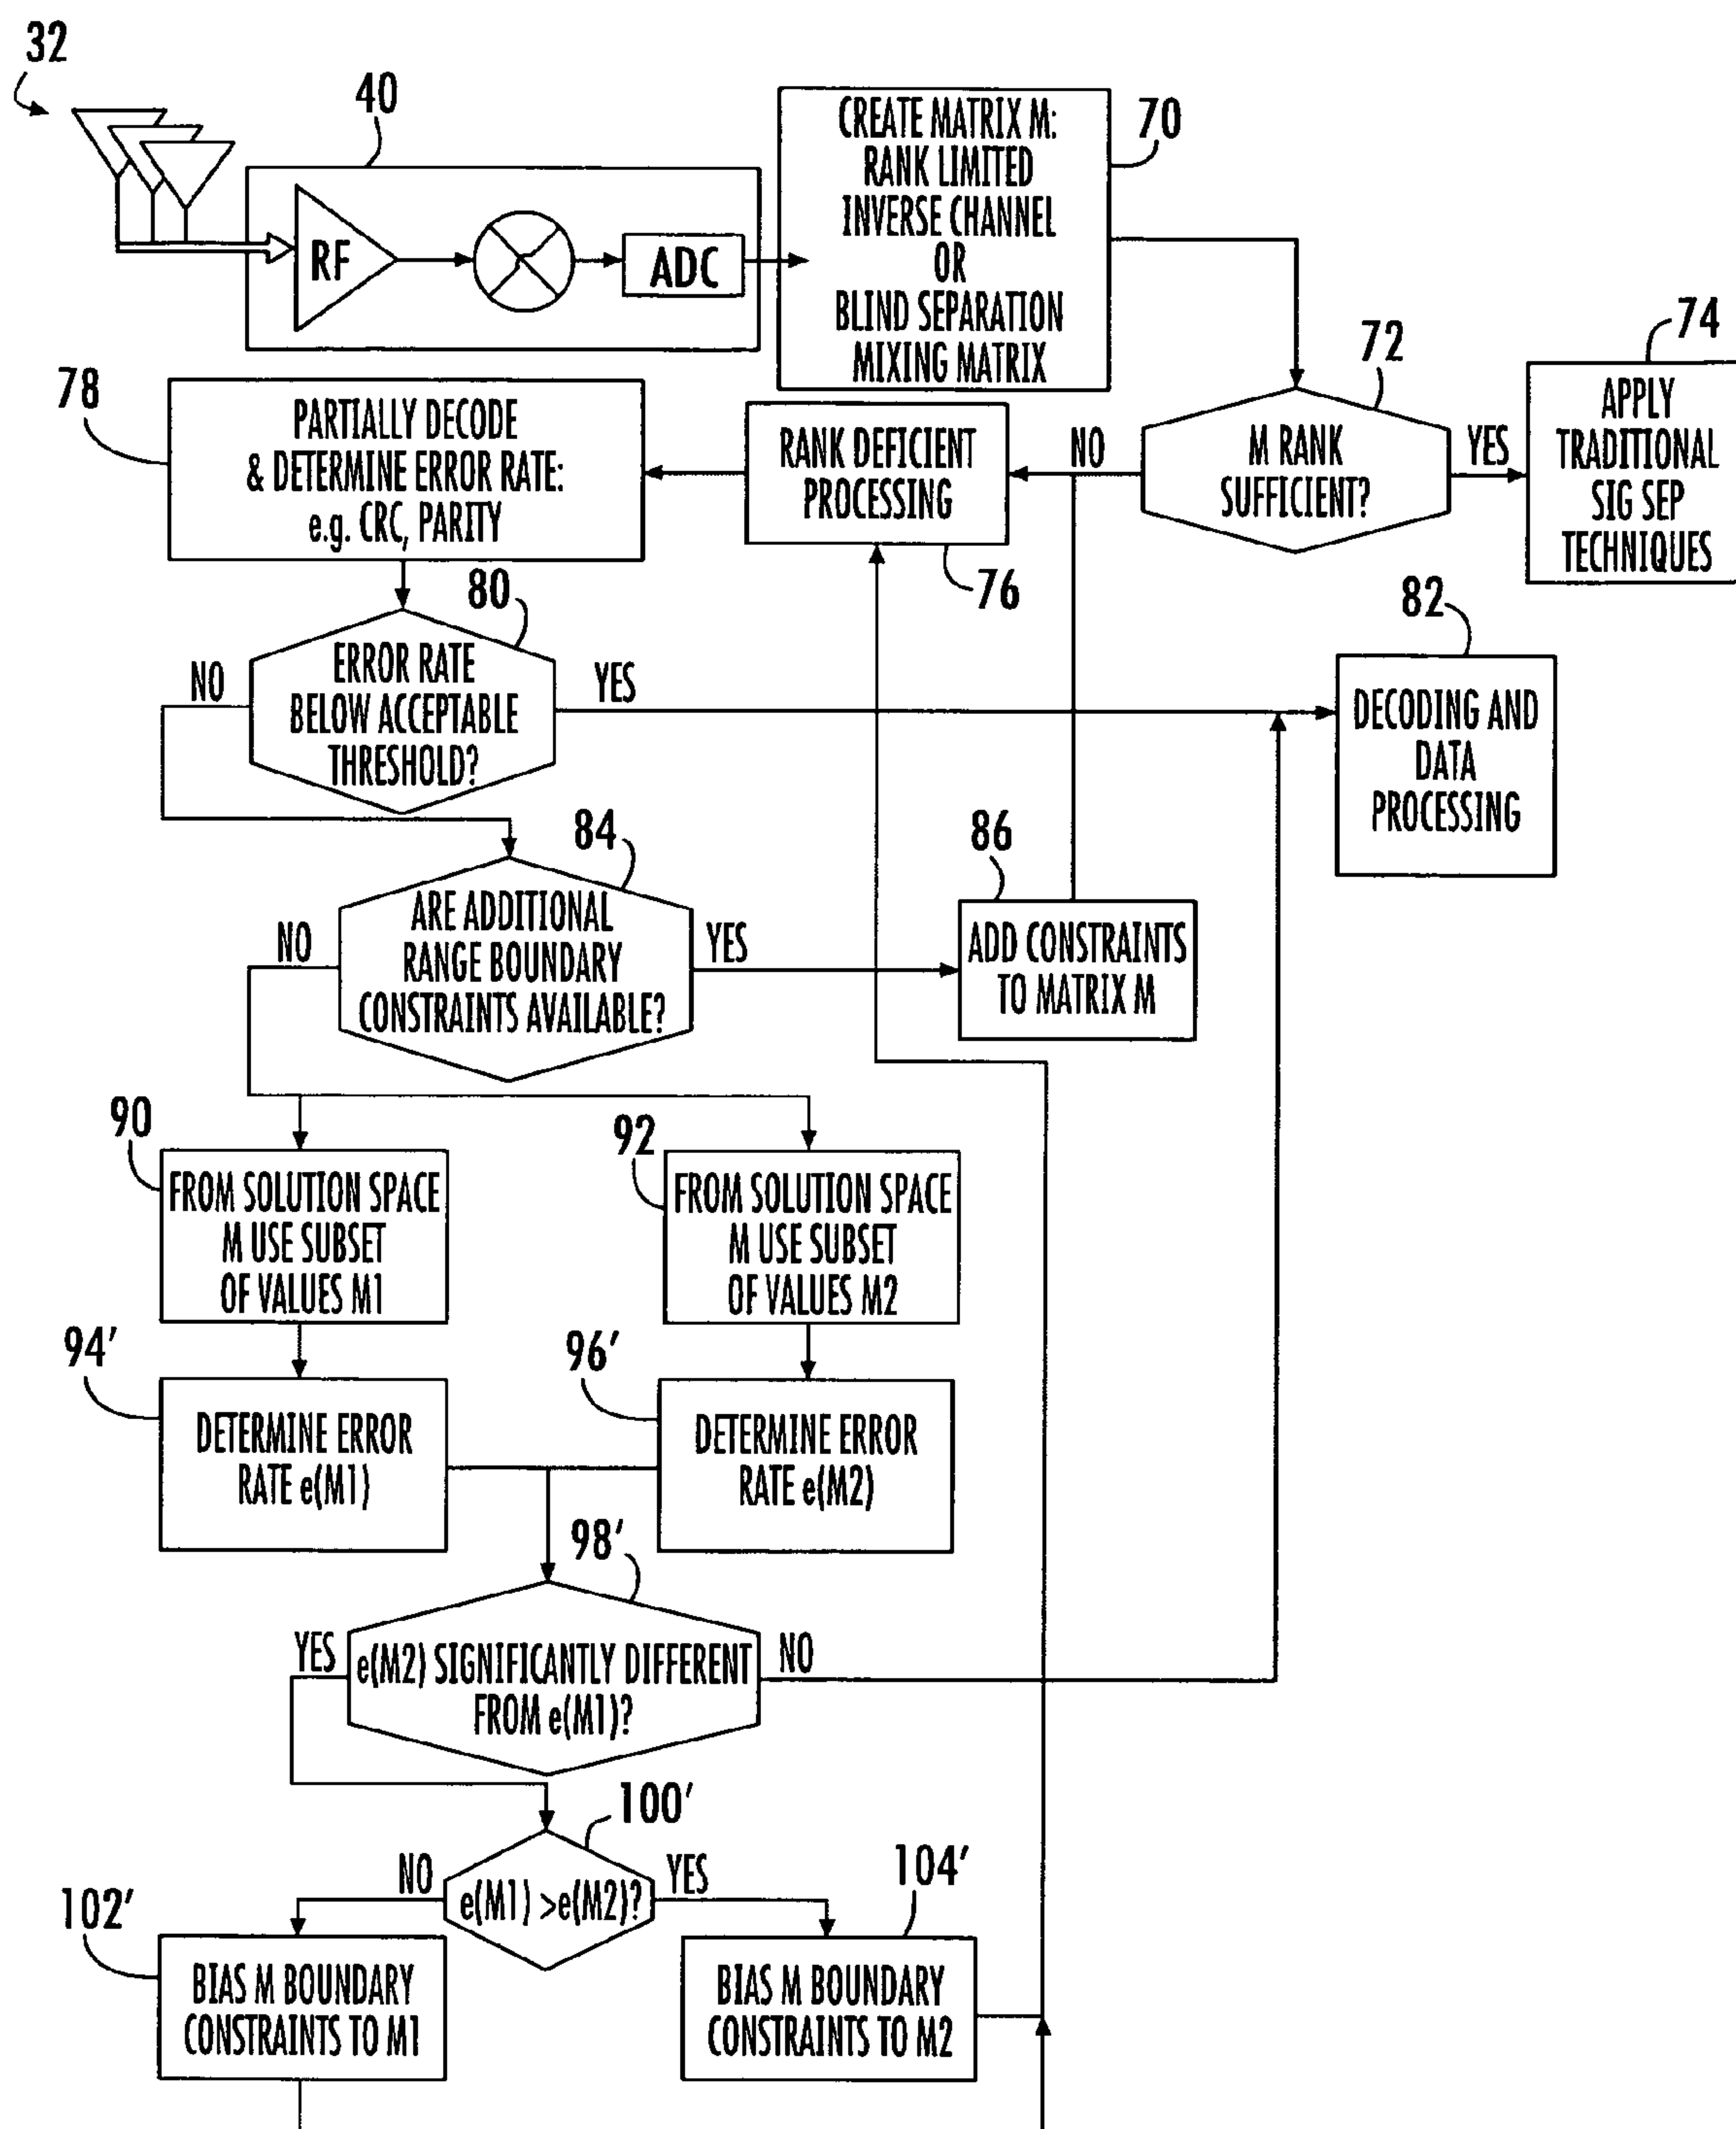 32
40
RF
ADC
CREATE MATRIX M:
RANK LIMITED
INVERSE CHANNEL
OR
BLIND SEPARATION
MIXING MATRIX
70
72
M RANK
SUFFICIENT?
YES
NO
74
APPLY
TRADITIONAL
SIG SEP
TECHNIQUES
RANK DEFICIENT
PROCESSING
76
78
PARTIALLY DECODE
& DETERMINE ERROR RATE:
e.g. CRC, PARITY
80
ERROR RATE
BELOW ACCEPTABLE
THRESHOLD?
NO
YES
82
DECODING AND
DATA
PROCESSING
84
ARE ADDITIONAL
RANGE BOUNDARY
CONSTRAINTS AVAILABLE?
NO
YES
86
ADD CONSTRAINTS
TO MATRIX M
90
FROM SOLUTION SPACE
M USE SUBSET
OF VALUES M1
92
FROM SOLUTION SPACE
M USE SUBSET
OF VALUES M2
94'
DETERMINE ERROR
RATE e(M1)
96'
DETERMINE ERROR
RATE e(M2)
98'
YES
e(M2) SIGNIFICANTLY DIFFERENT
FROM e(M1)?
NO
100'
NO
e(M1) >e(M2)?
YES
102'
BIAS M BOUNDARY
CONSTRAINTS TO M1
104'
BIAS M BOUNDARY
CONSTRAINTS TO M2